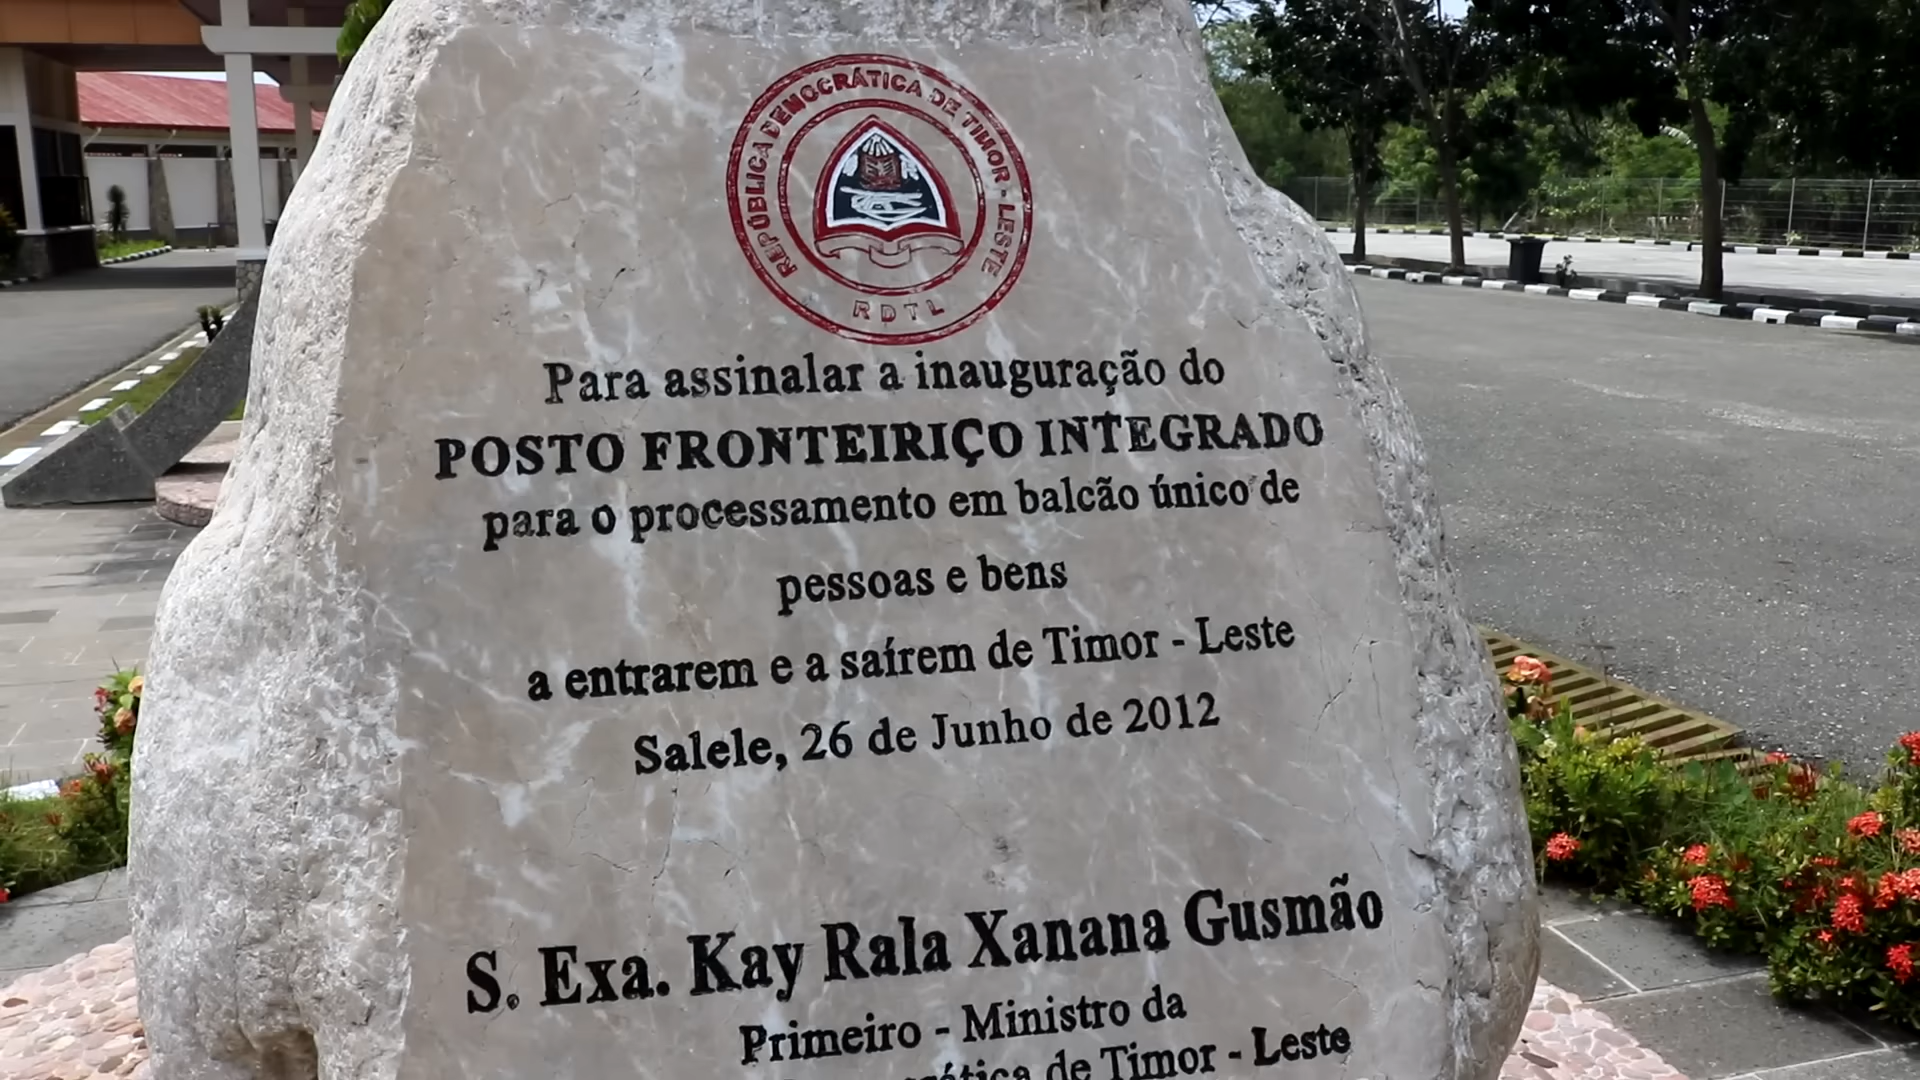 REPÚBLICA DEMOCRÁTICA DE TIMOR - LESTE
RDTL
Para assinalar a inauguração do
POSTO FRONTEIRIÇO INTEGRADO
para o processamento em balcão único de
pessoas e bens
a entrarem e a saírem de Timor - Leste
Salele, 26 de Junho de 2012
S. Exa. Kay Rala Xanana Gusmão
Primeiro - Ministro da
de Timor - Leste